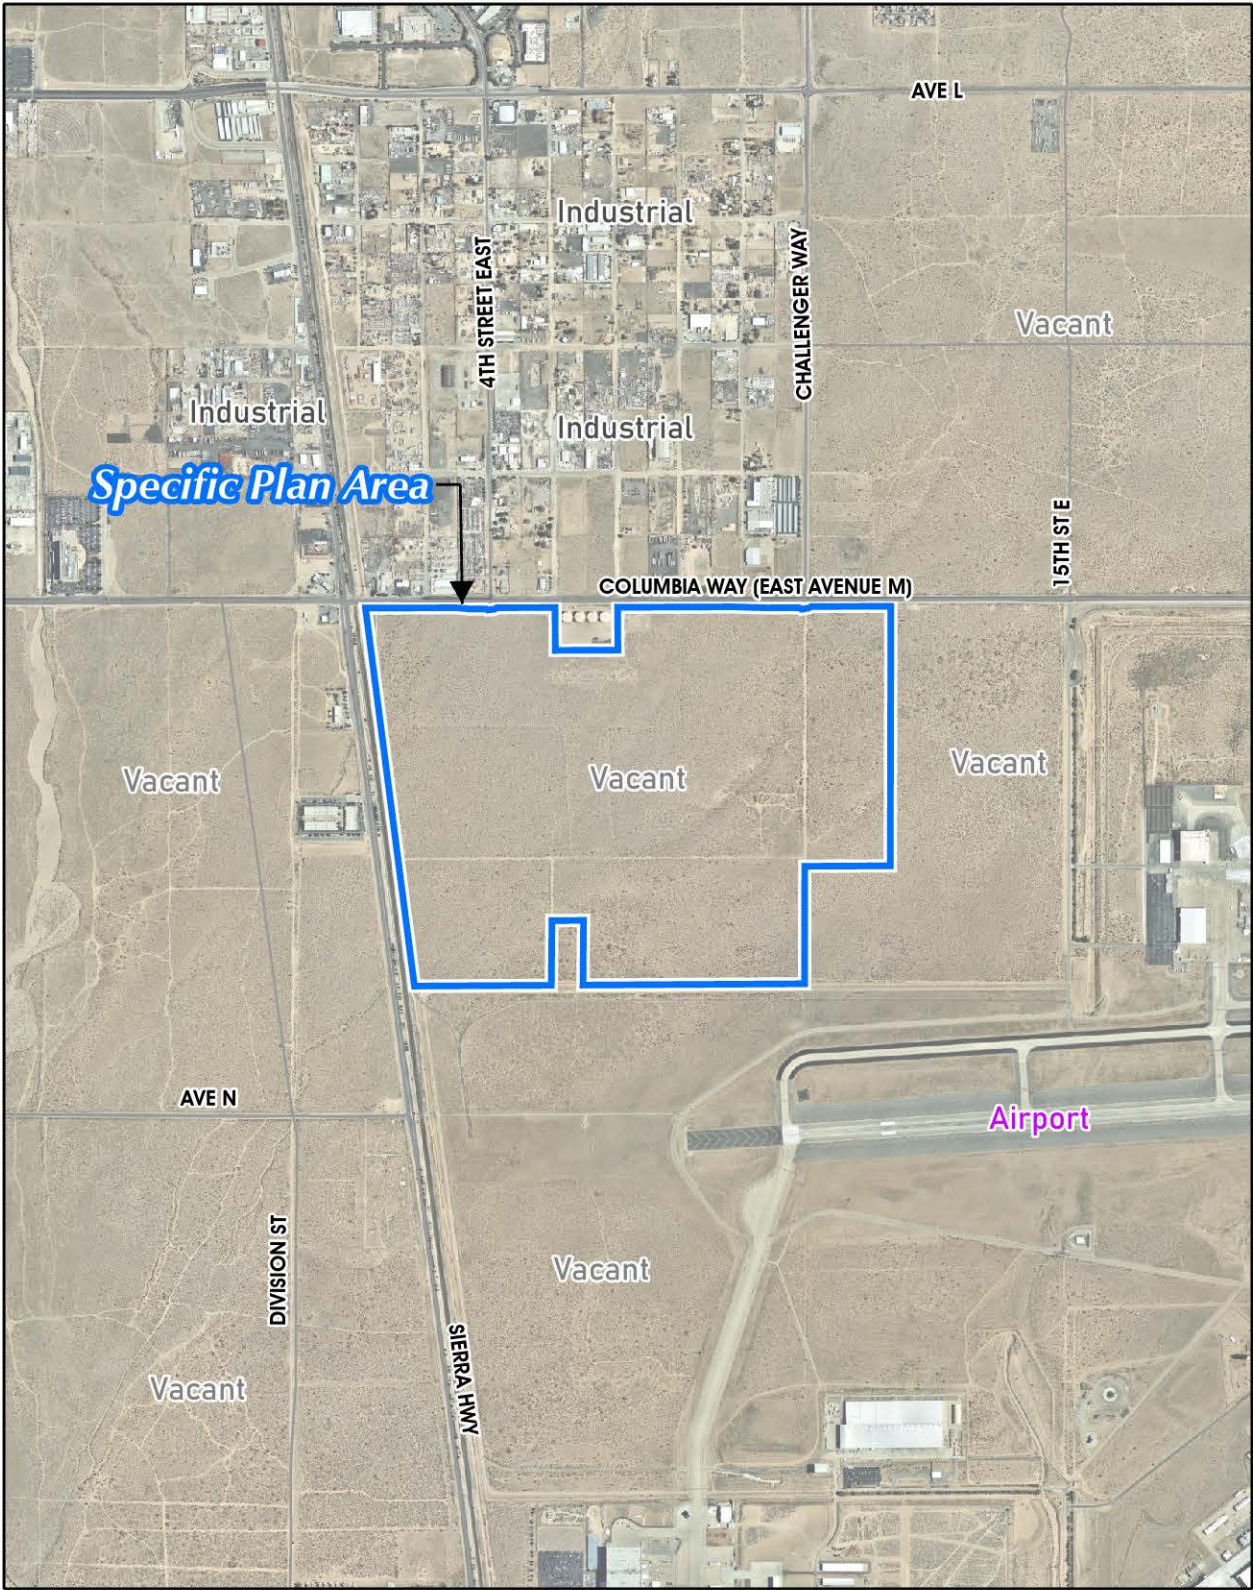 AVE L
Industrial
4TH STREET EAST
CHALLENGER WAY
Vacant
Industrial
Industrial
Specific Plan Area
15TH ST E
COLUMBIA WAY (EAST AVENUE M)
Vacant
Vacant
Vacant
AVE N
Airport
DIVISION ST
Vacant
SIERRA HWY
Vacant